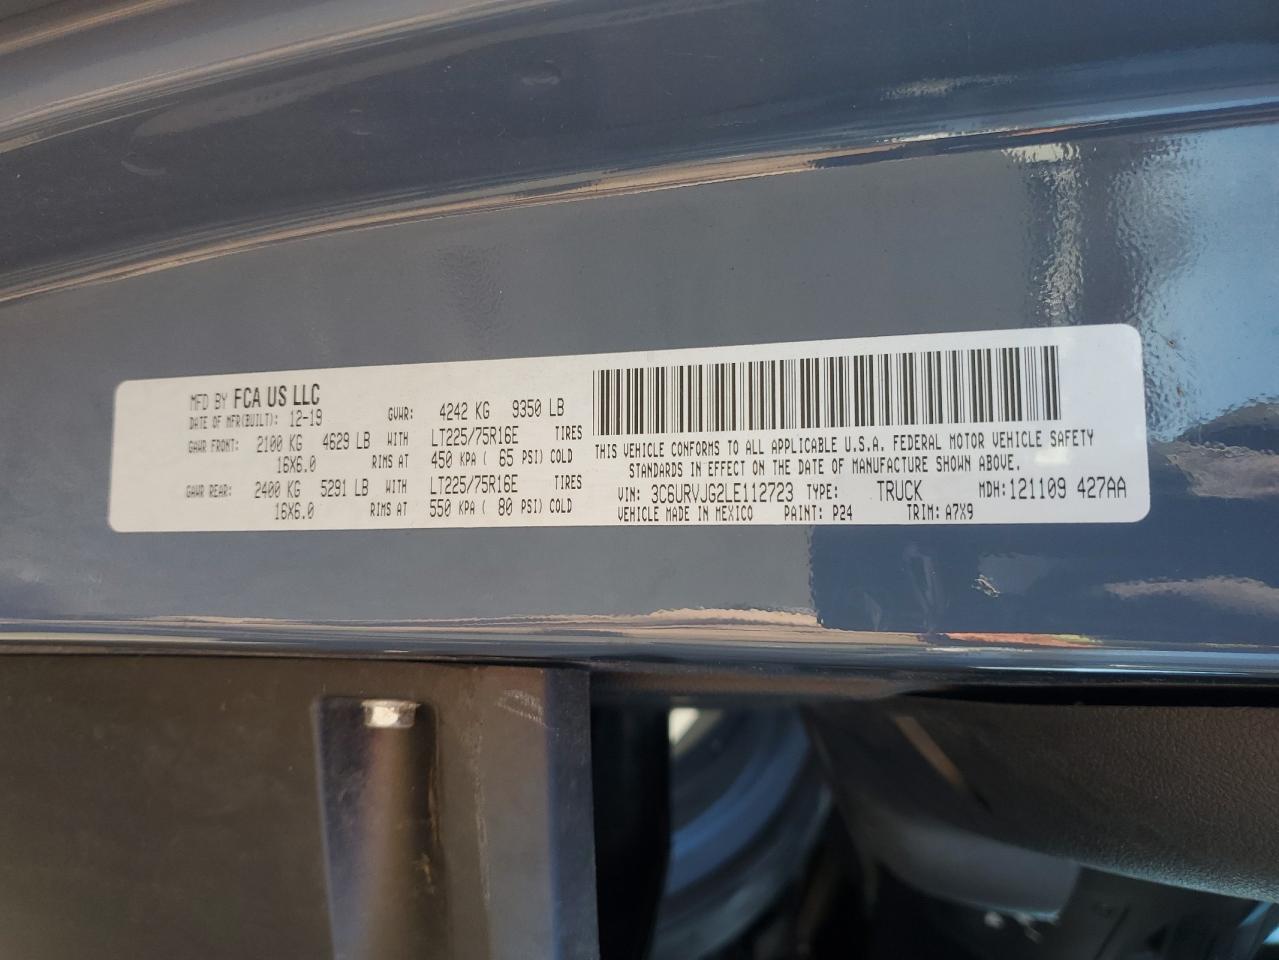 MFD BY FCA US LLC
DATE OF MFR(BUILT): 12-19 GVWR: 4242 KG 9350 LB
GAWR FRONT: 2100 KG 4629 LB WITH LT225/75R16E TIRES
16X6.0 RIMS AT 450 KPA ( 65 PSI) COLD
GAWR REAR: 2400 KG 5291 LB WITH LT225/75R16E TIRES
16X6.0 RIMS AT 550 KPA ( 80 PSI) COLD
THIS VEHICLE CONFORMS TO ALL APPLICABLE U.S.A. FEDERAL MOTOR VEHICLE SAFETY
STANDARDS IN EFFECT ON THE DATE OF MANUFACTURE SHOWN ABOVE.
VIN: 3C6URVJG2LE112723 TYPE: TRUCK MDH: 121109 427AA
VEHICLE MADE IN MEXICO PAINT: P24 TRIM: A7X9